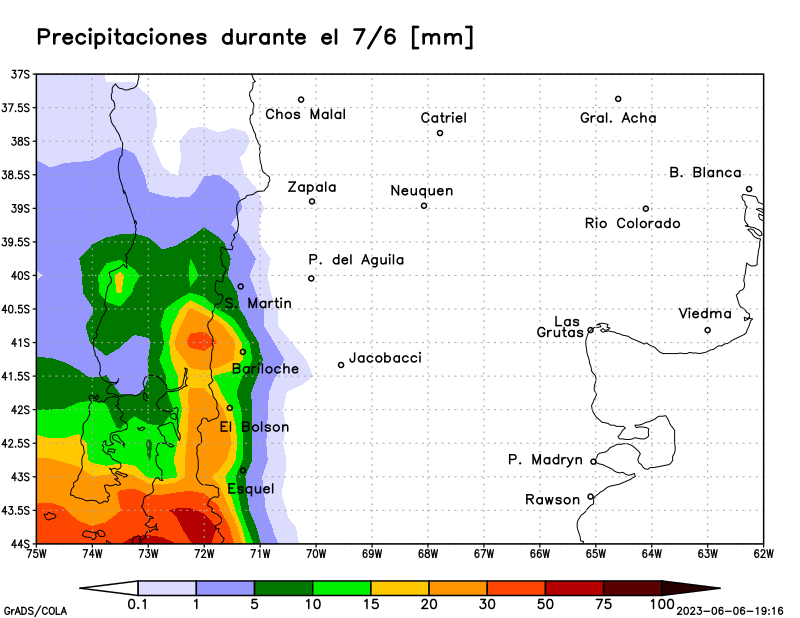 Precipitaciones durante el 7/6 [mm]
37S
37.5S
Chos Malal
Catriel
Gral. Acha
38S
38.5S
B. Blanca
Zapala
Neuquen
39S
Rio Colorado
39.5S
P. del Aguila
40S
S. Martin
40.5S
Viedma
Las
Grutas
41S
Jacobacci
Bariloche
41.5S
42S
El Bolson
42.5S
P. Madryn
43S
Esquel
Rawson
43.5S
44S
75W 74W 73W 72W 71W 70W 69W 68W 67W 66W 65W 64W 63W 62W
0.1 1 5 10 15 20 30 50 75 100
GrADS/COLA
2023-06-06-19:16